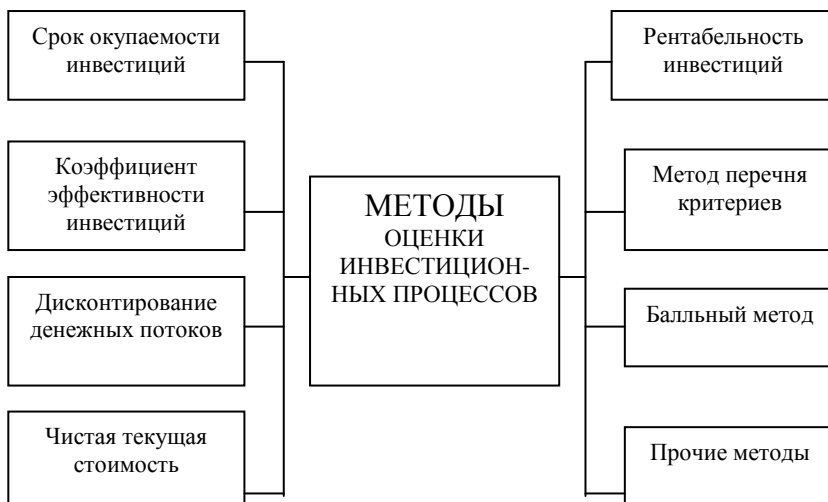 Срок окупаемости
инвестиций
Коэффициент
эффективности
инвестиций
Дисконтирование
денежных потоков
Чистая текущая
стоимость
МЕТОДЫ
ОЦЕНКИ
ИНВЕСТИЦИОН-
НЫХ ПРОЦЕССОВ
Рентабельность
инвестиций
Метод перечня
критериев
Балльный метод
Прочие методы